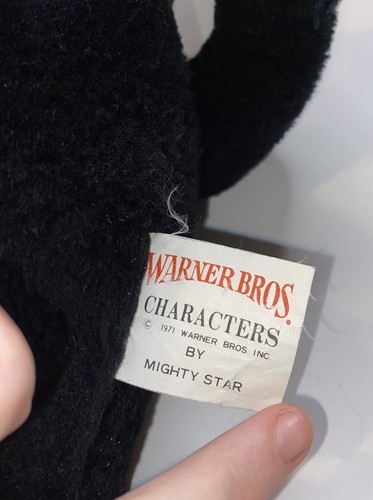 WARNER BROS.
CHARACTERS
© 1971 WARNER BROS. INC
BY
MIGHTY STAR